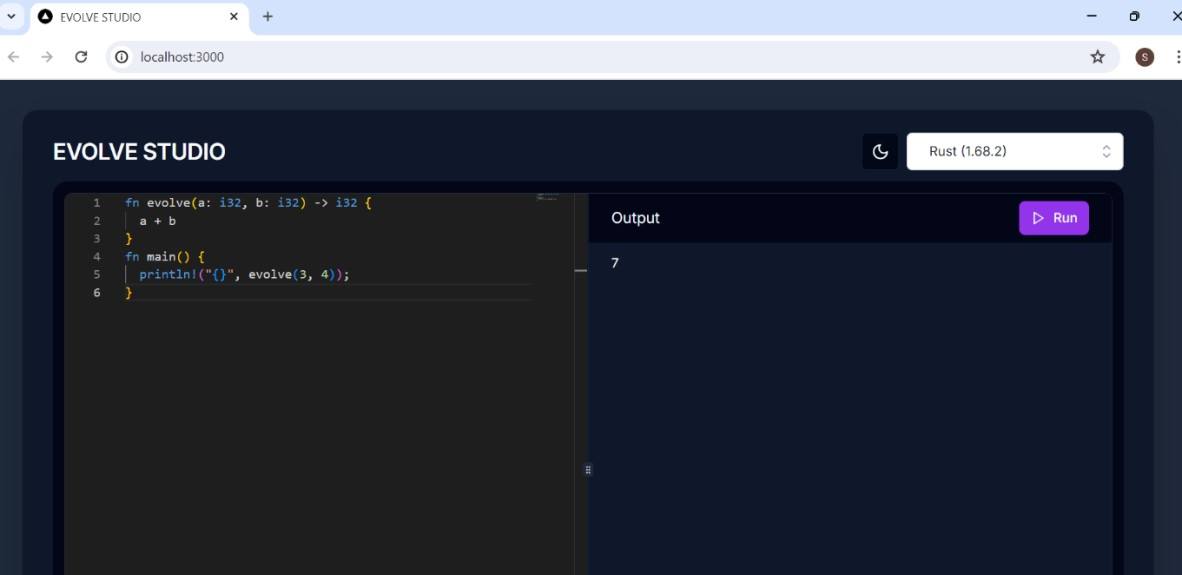 EVOLVE STUDIO
localhost:3000
S
EVOLVE STUDIO
Rust (1.68.2)
1 fn evolve(a: i32, b: i32) -> i32 {
2 a + b
3 }
4 fn main() {
5 println!("{}", evolve(3, 4));
6 }
Output
Run
7